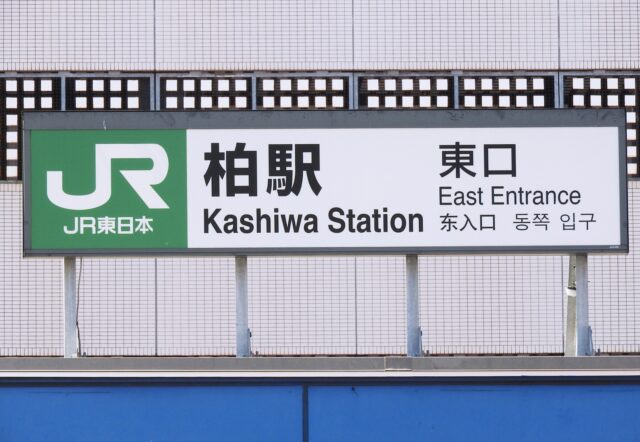 JR
JR東日本
柏駅
Kashiwa Station
東口
East Entrance
东入口 동쪽 입구